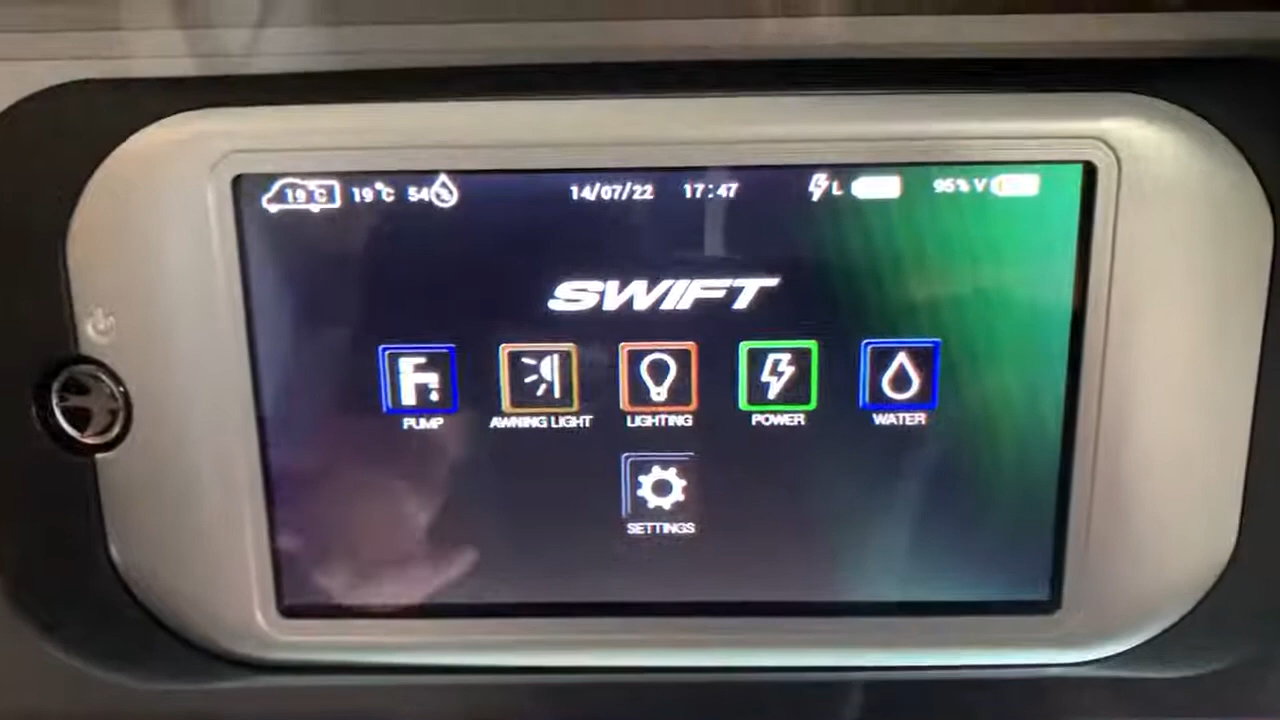 19°C 19°C 54% 14/07/22 17:47 L 95% V
SWIFT
PUMP AWNING LIGHT LIGHTING POWER WATER
SETTINGS